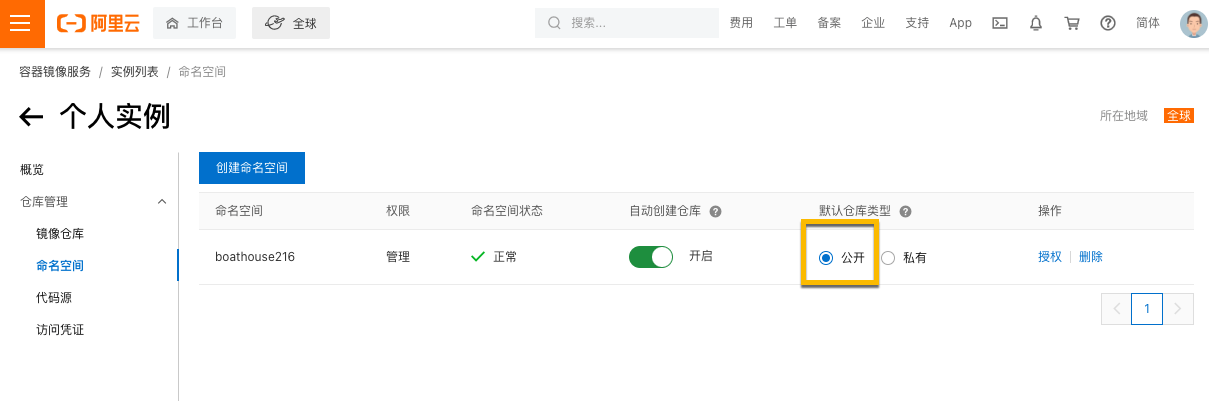 阿里云 工作台 全球 搜索... 费用 工单 备案 企业 支持 App 简体
容器镜像服务 / 实例列表 / 命名空间
个人实例
所在地域 全球
概览
仓库管理
镜像仓库
命名空间
代码源
访问凭证
创建命名空间
命名空间 权限 命名空间状态 自动创建仓库 默认仓库类型 操作
boathouse216 管理 正常 开启 公开 私有 授权 删除
1